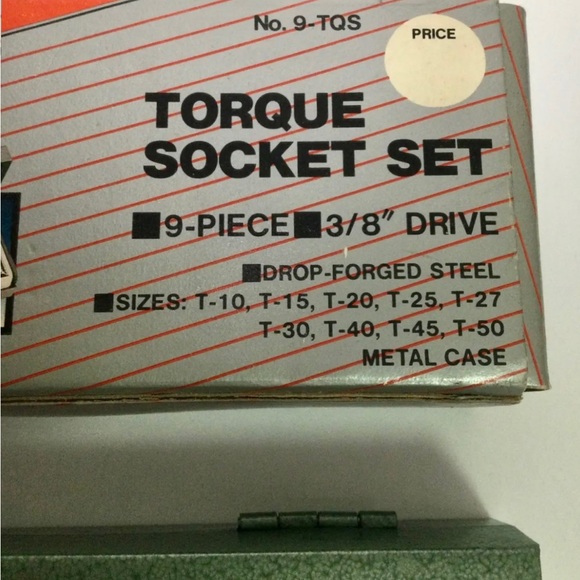 No. 9-TQS
PRICE
TORQUE
SOCKET SET
■9-PIECE■3/8" DRIVE
■DROP-FORGED STEEL
■SIZES: T-10, T-15, T-20, T-25, T-27
T-30, T-40, T-45, T-50
METAL CASE